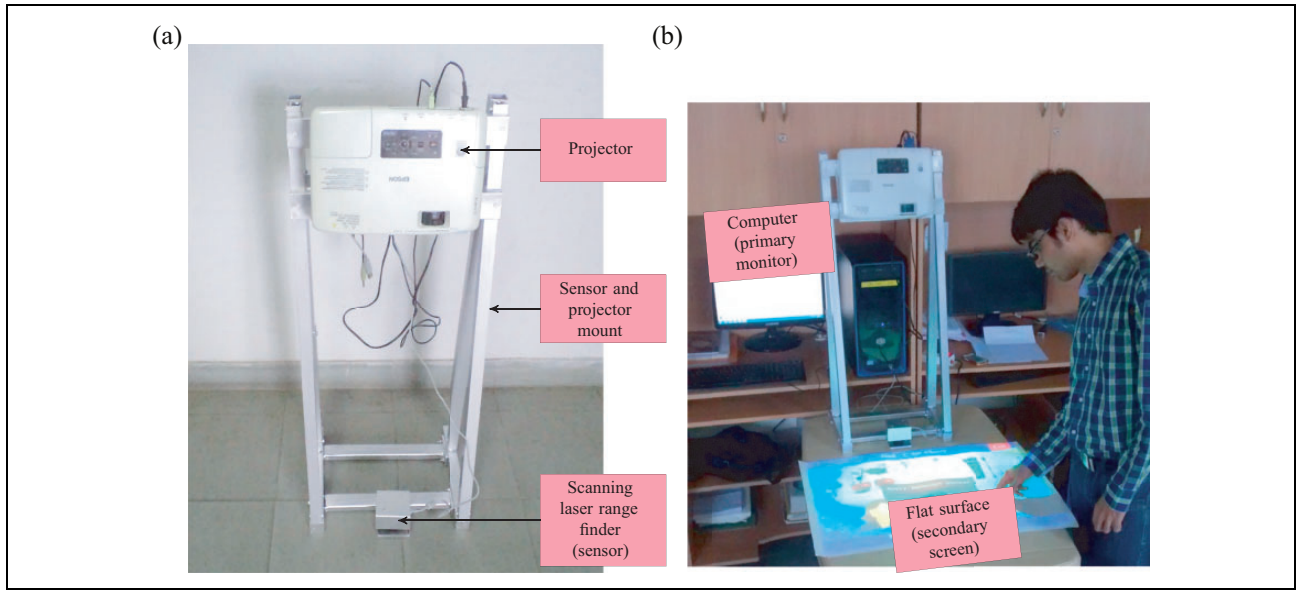 (a)
(b)
Projector
EPSON
Sensor and
projector
mount
Scanning
laser range
finder
(sensor)
Computer
(primary
monitor)
Flat surface
(secondary
screen)